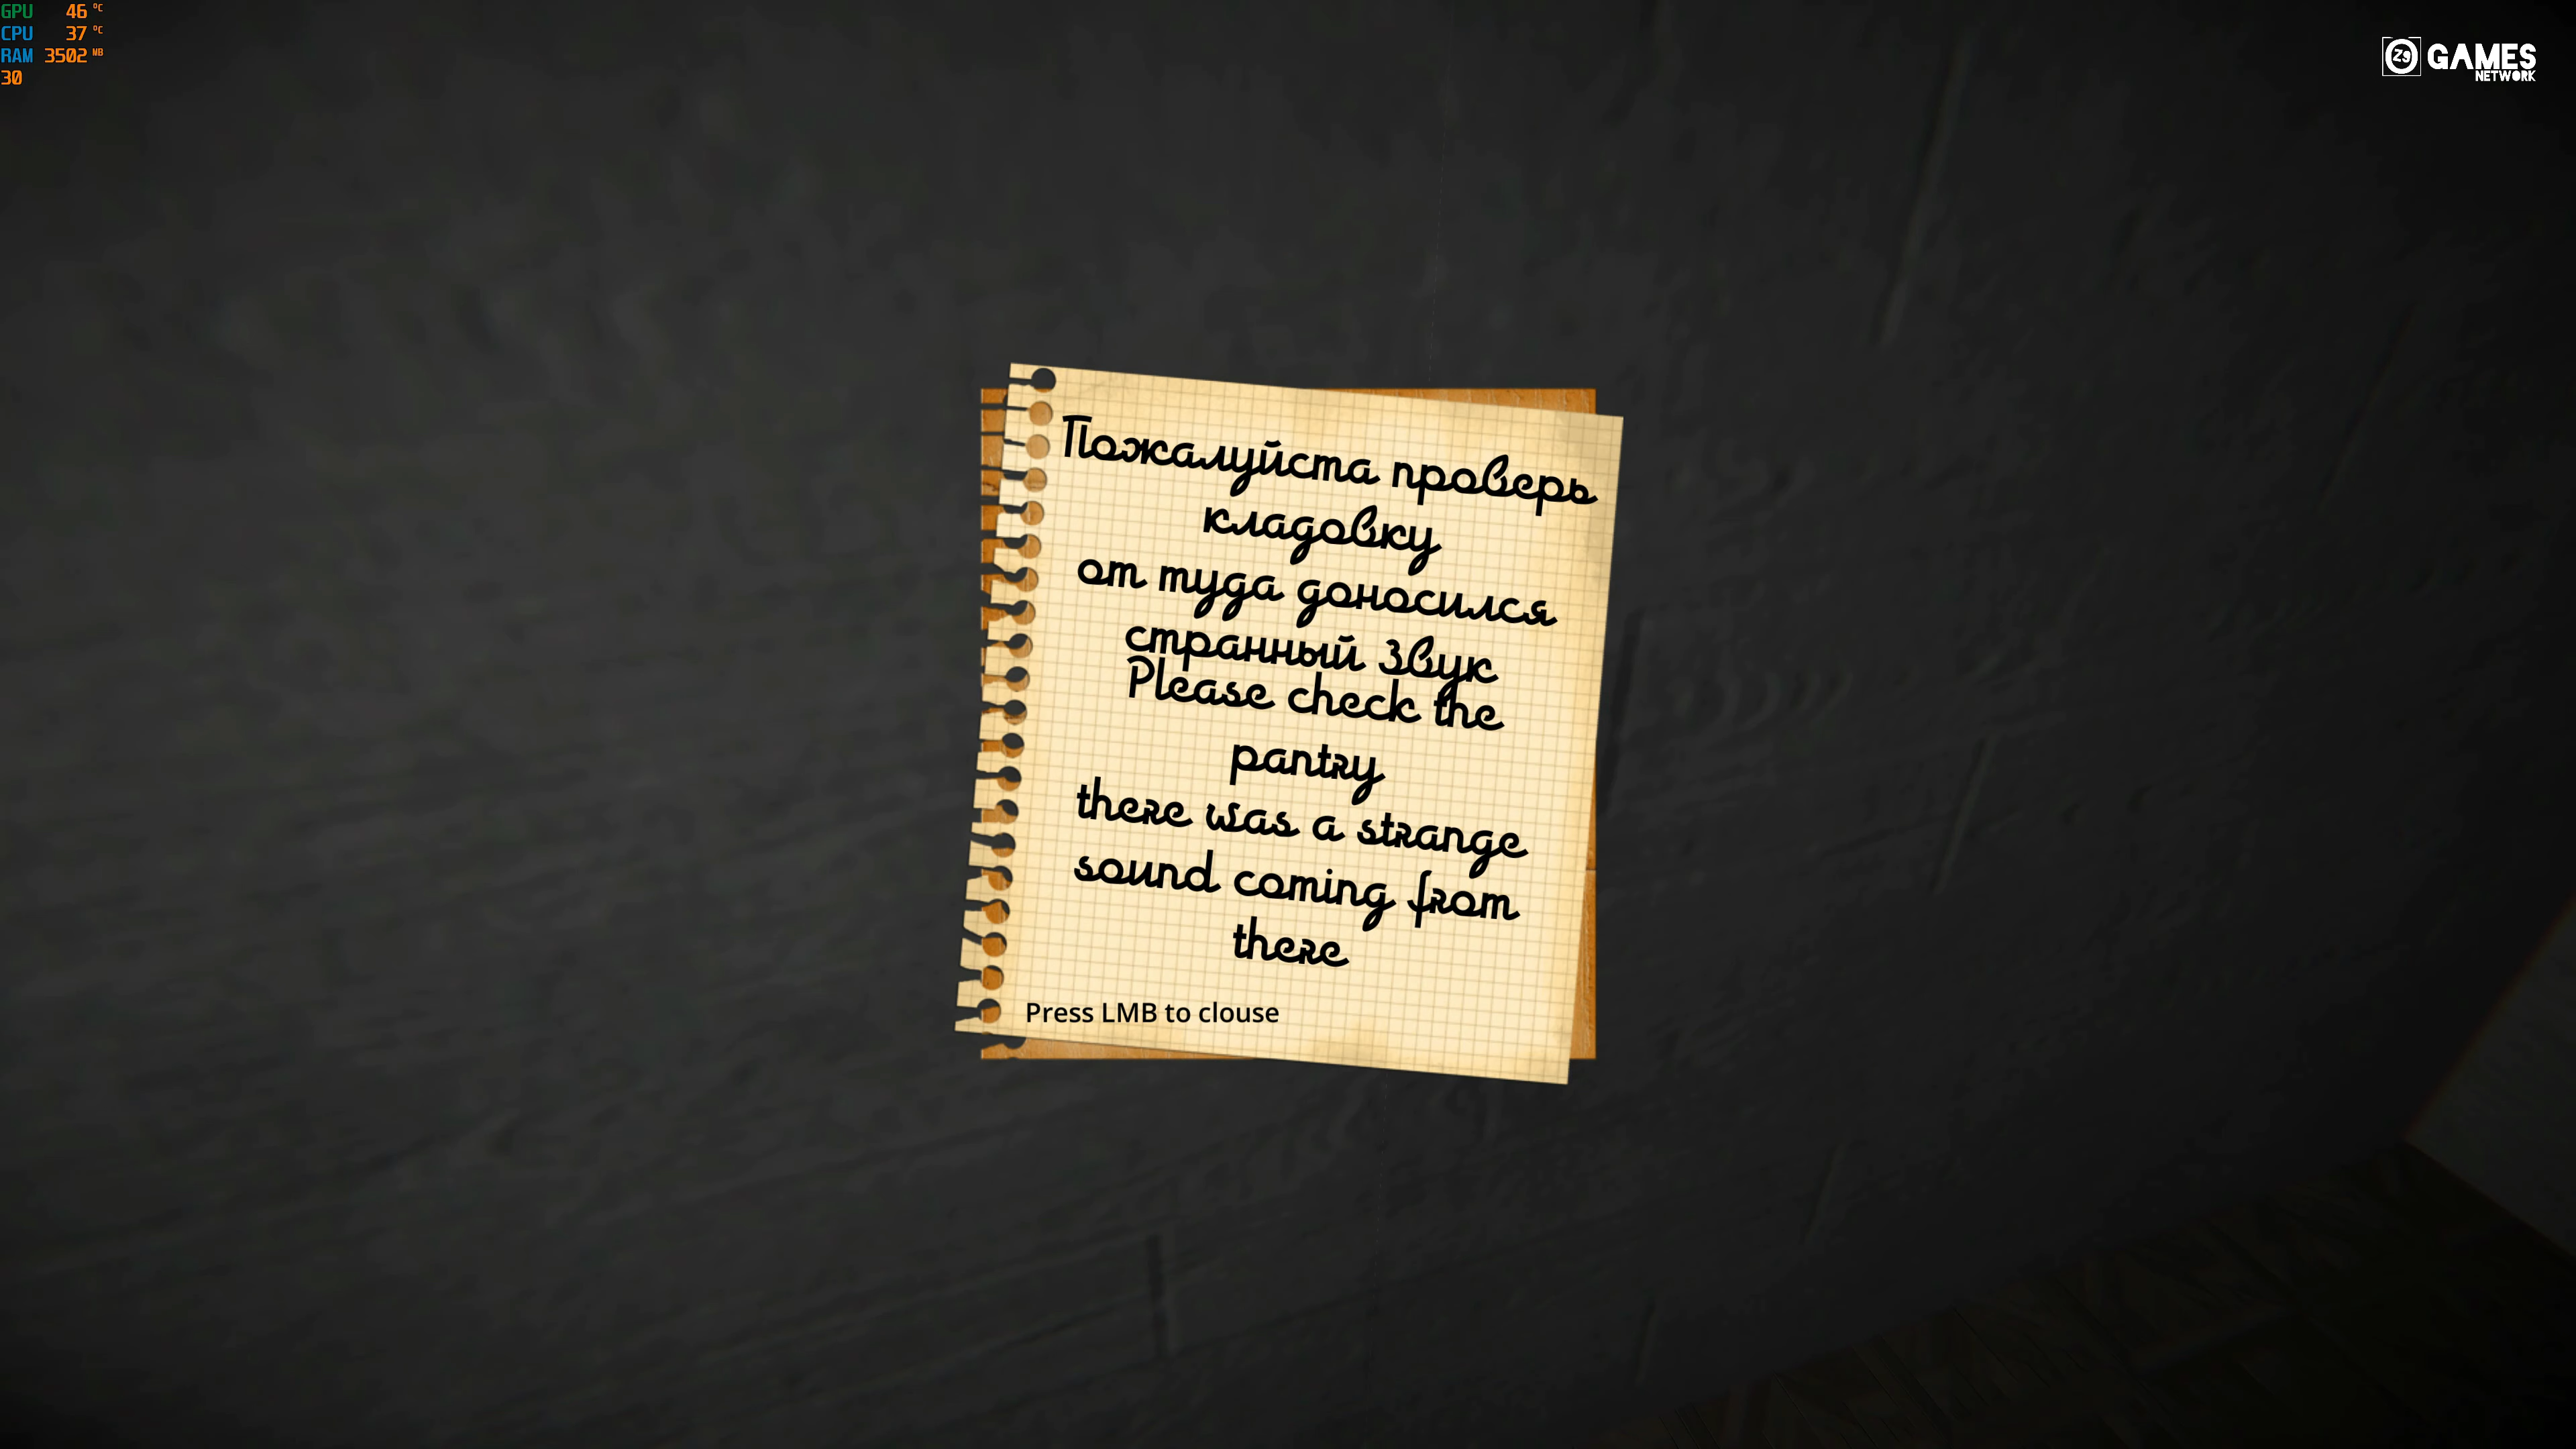 GPU 46 °C
CPU 37 °C
RAM 3502 MB
30
Z9 GAMES
NETWORK
Пожалуйста проверь
кладовку
от туда доносился
странный звук
Please check the
pantry
there was a strange
sound coming from
there
Press LMB to clouse